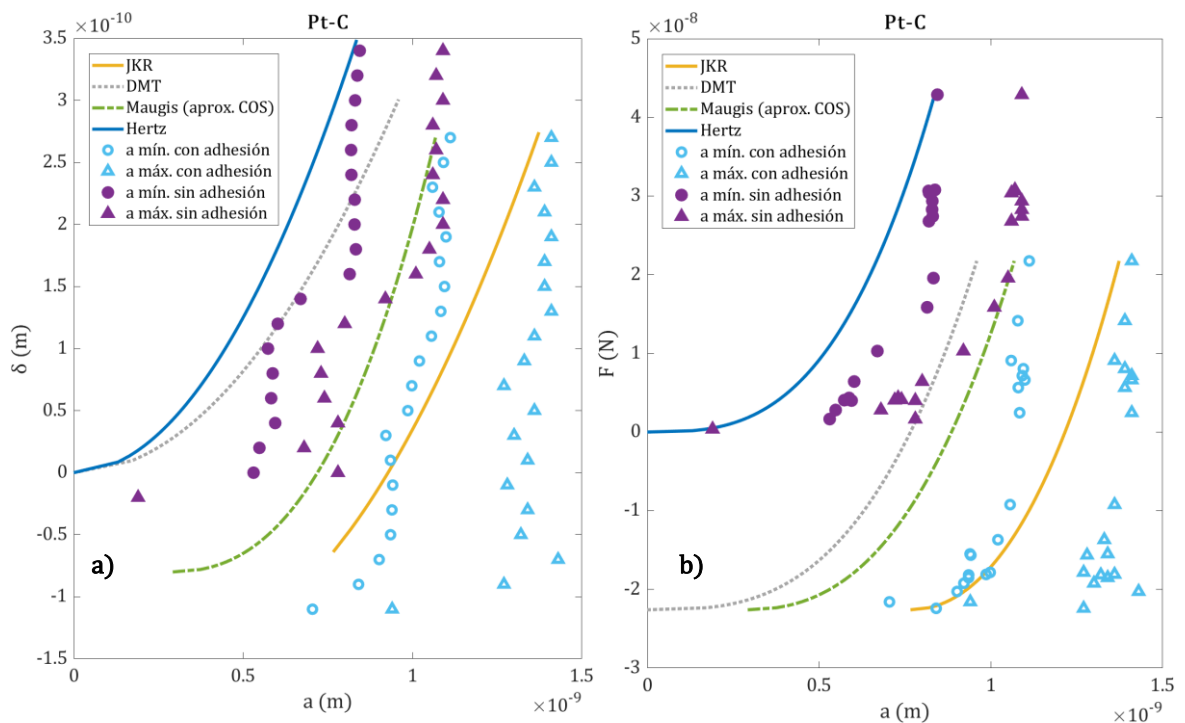 Pt-C
×10⁻¹⁰
3.5
3
2.5
2
1.5
1
0.5
0
-0.5
-1
-1.5
δ (m)
JKR
DMT
Maugis (aprox. COS)
Hertz
a mín. con adhesión
a máx. con adhesión
a mín. sin adhesión
a máx. sin adhesión
a)
0 0.5 1 1.5
a (m)
×10⁻⁹
Pt-C
×10⁻⁸
5
4
3
2
1
0
-1
-2
-3
F (N)
JKR
DMT
Maugis (aprox. COS)
Hertz
a mín. con adhesión
a máx. con adhesión
a mín. sin adhesión
a máx. sin adhesión
b)
0 0.5 1 1.5
a (m)
×10⁻⁹